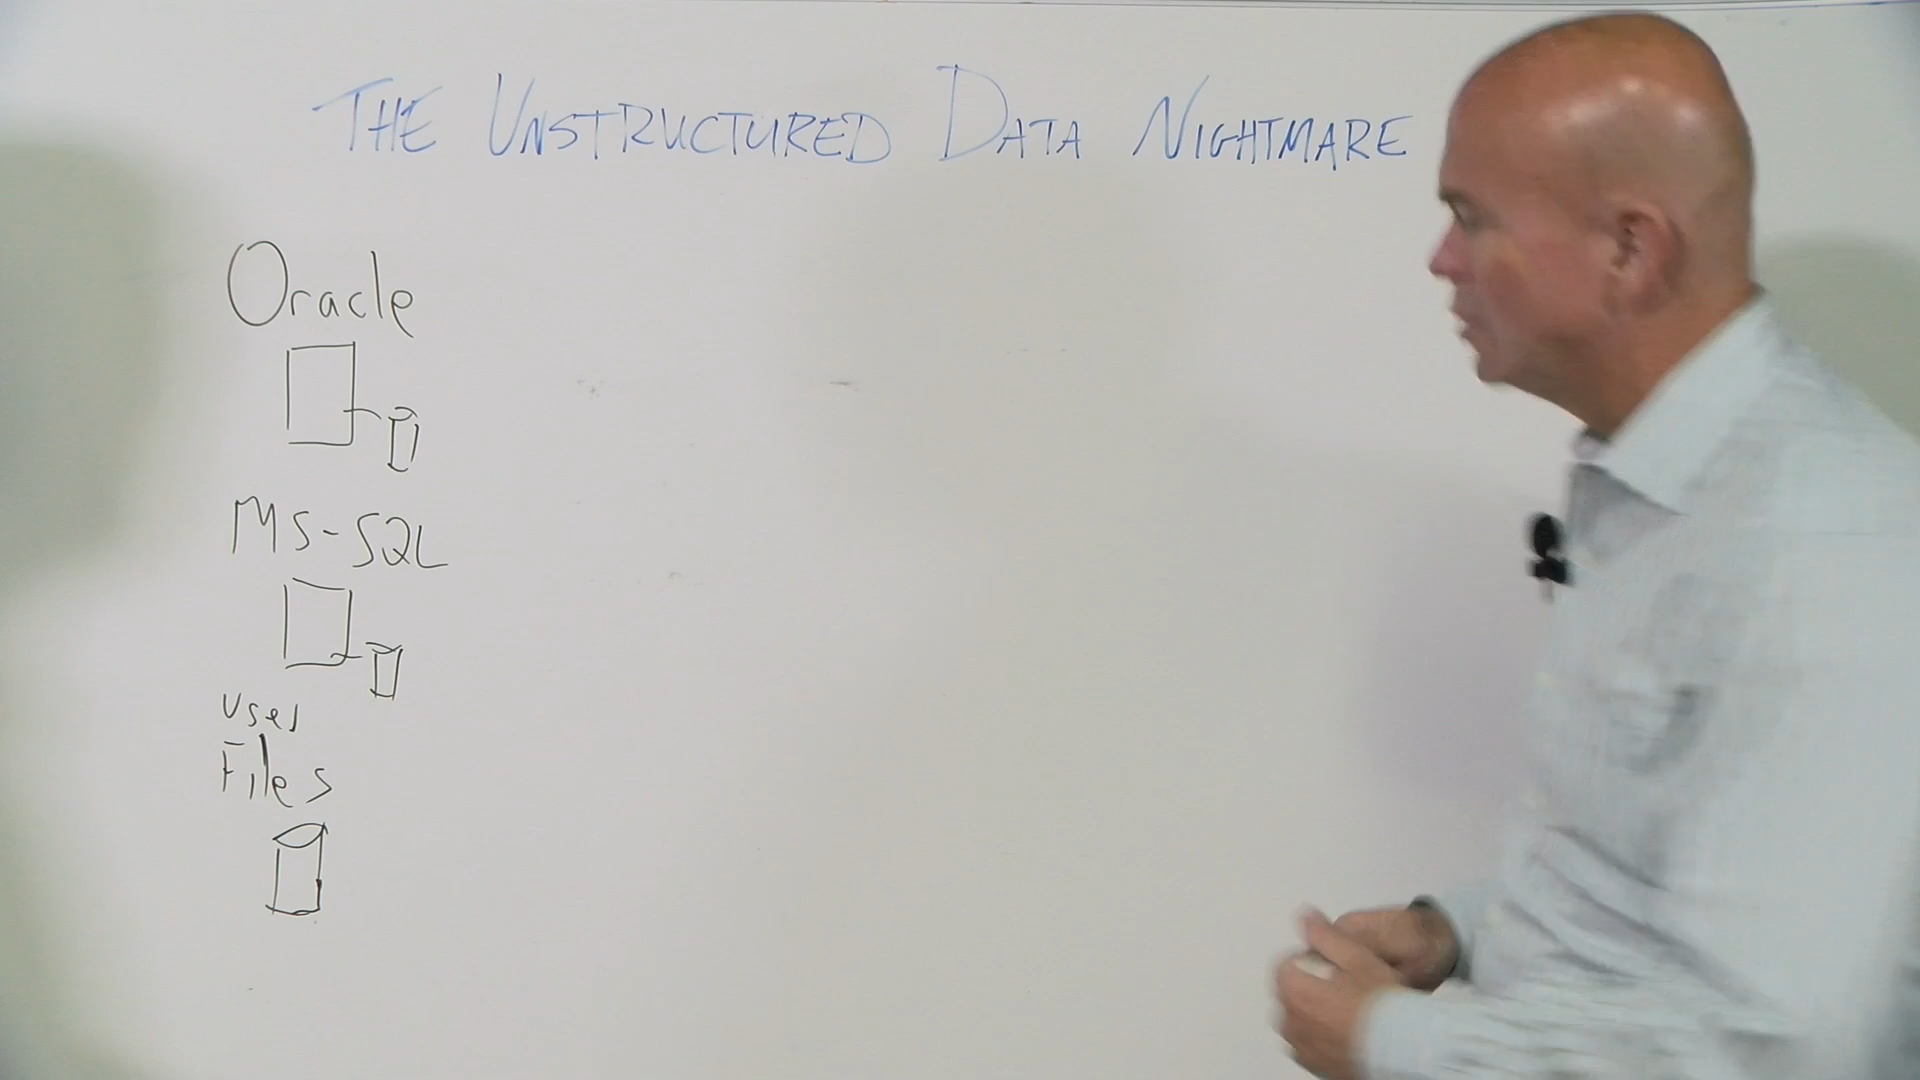 THE UNSTRUCTURED DATA NIGHTMARE
Oracle
MS-SQL
User
Files